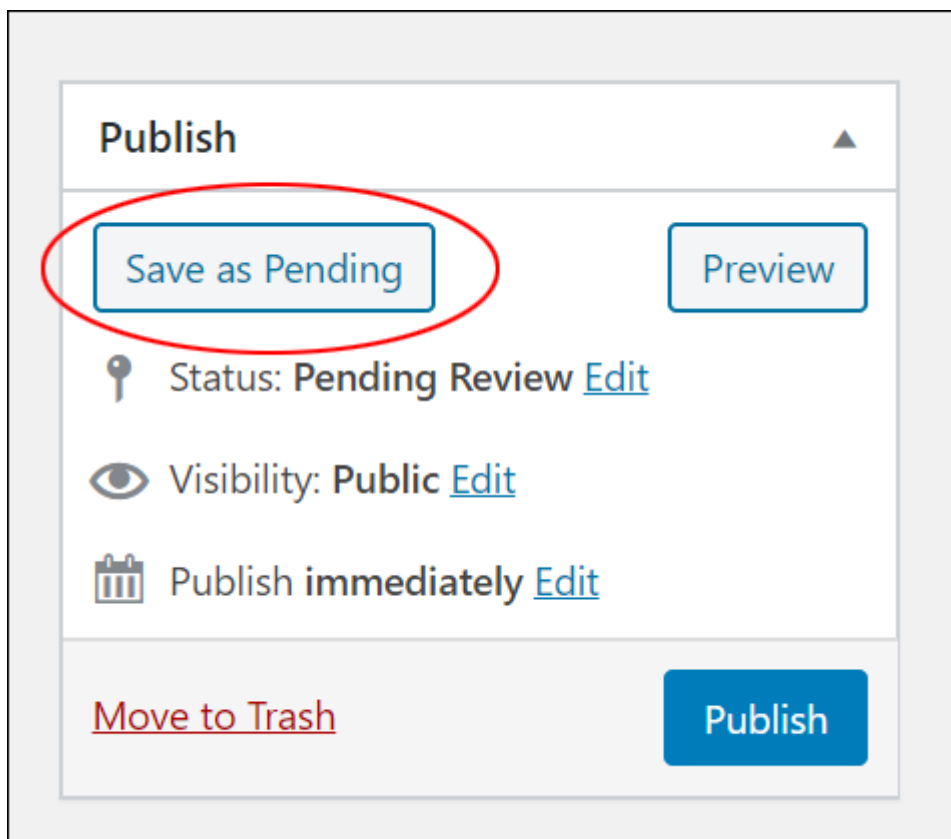 Publish
Save as Pending
Preview
Status: Pending Review Edit
Visibility: Public Edit
Publish immediately Edit
Move to Trash
Publish